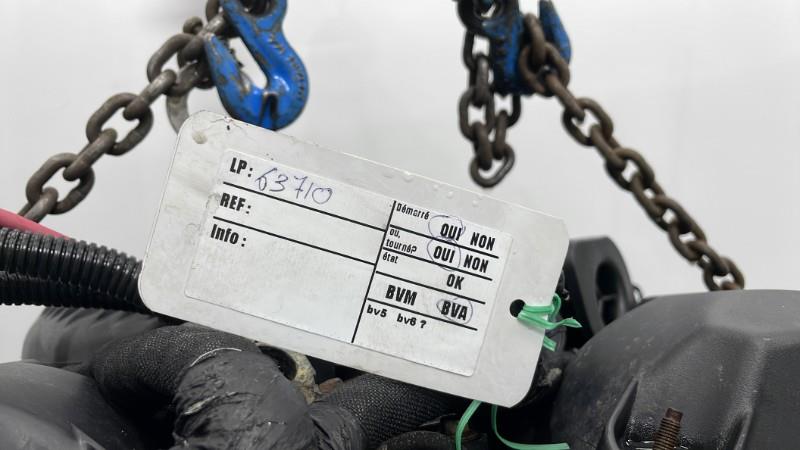 LP: 63710
REF:
Info:
Démarré OUI NON
ou,
tourné? OUI NON
état
OK
BVM BVA
bv5 bv6 ?